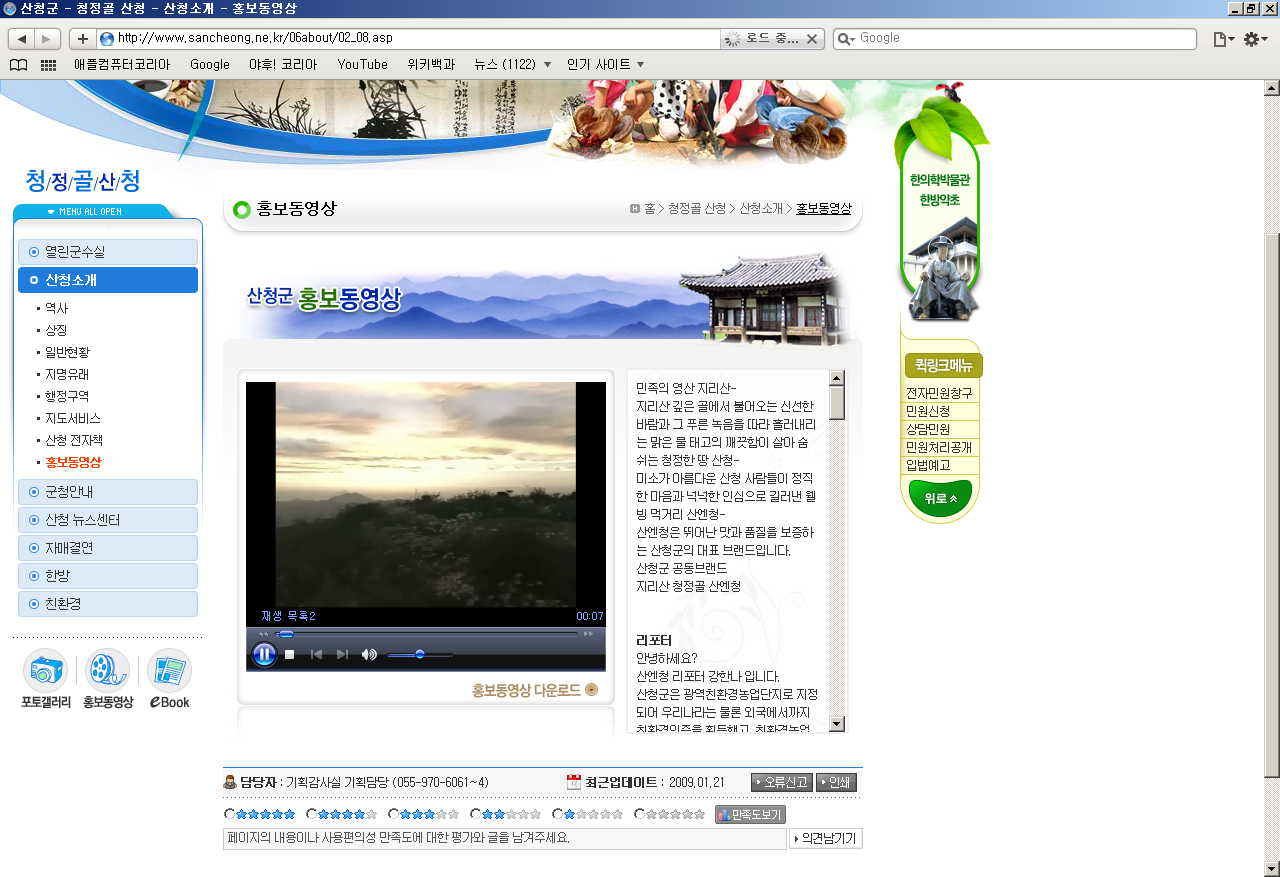 산청군 - 청정골 산청 - 산청소개 - 홍보동영상
http://www.sancheong.ne.kr/06about/02_08.asp
로드 중...
Google
애플컴퓨터코리아
Google
야후! 코리아
YouTube
위키백과
뉴스 (1122)
인기 사이트
청/정/골/산/청
MENU ALL OPEN
열린군수실
산청소개
역사
상징
일반현황
지명유래
행정구역
지도서비스
산청 전자책
홍보동영상
군청안내
산청 뉴스센터
자매결연
한방
친환경
포토갤러리
홍보동영상
eBook
홍보동영상
홈 > 청정골 산청 > 산청소개 > 홍보동영상
산청군 홍보동영상
재생 목록2
00:07
홍보동영상 다운로드
민족의 영산 지리산-
지리산 깊은 골에서 불어오는 신선한
바람과 그 푸른 녹음을 따라 흘러내리
는 맑은 물 태고의 깨끗함이 살아 숨
쉬는 청정한 땅 산청-
미소가 아름다운 산청 사람들이 정직
한 마음과 넉넉한 인심으로 길러낸 웰
빙 먹거리 산엔청-
산엔청은 뛰어난 맛과 품질을 보증하
는 산청군의 대표 브랜드입니다.
산청군 공동브랜드
지리산 청정골 산엔청
리포터
안녕하세요?
산엔청 리포터 강한나 입니다.
산청군은 광역친환경농업단지로 지정
되어 우리나라는 물론 외국에서까지
친환경인증을 획득했고, 친환경농업
한의학박물관
한방약초
퀵링크메뉴
전자민원창구
민원신청
상담민원
민원처리공개
입법예고
위로
담당자 : 기획감사실 기획담당 (055-970-6061~4)
최근업데이트 : 2009.01.21
오류신고
인쇄
만족도보기
페이지의 내용이나 사용편의성 만족도에 대한 평가와 글을 남겨주세요.
의견남기기